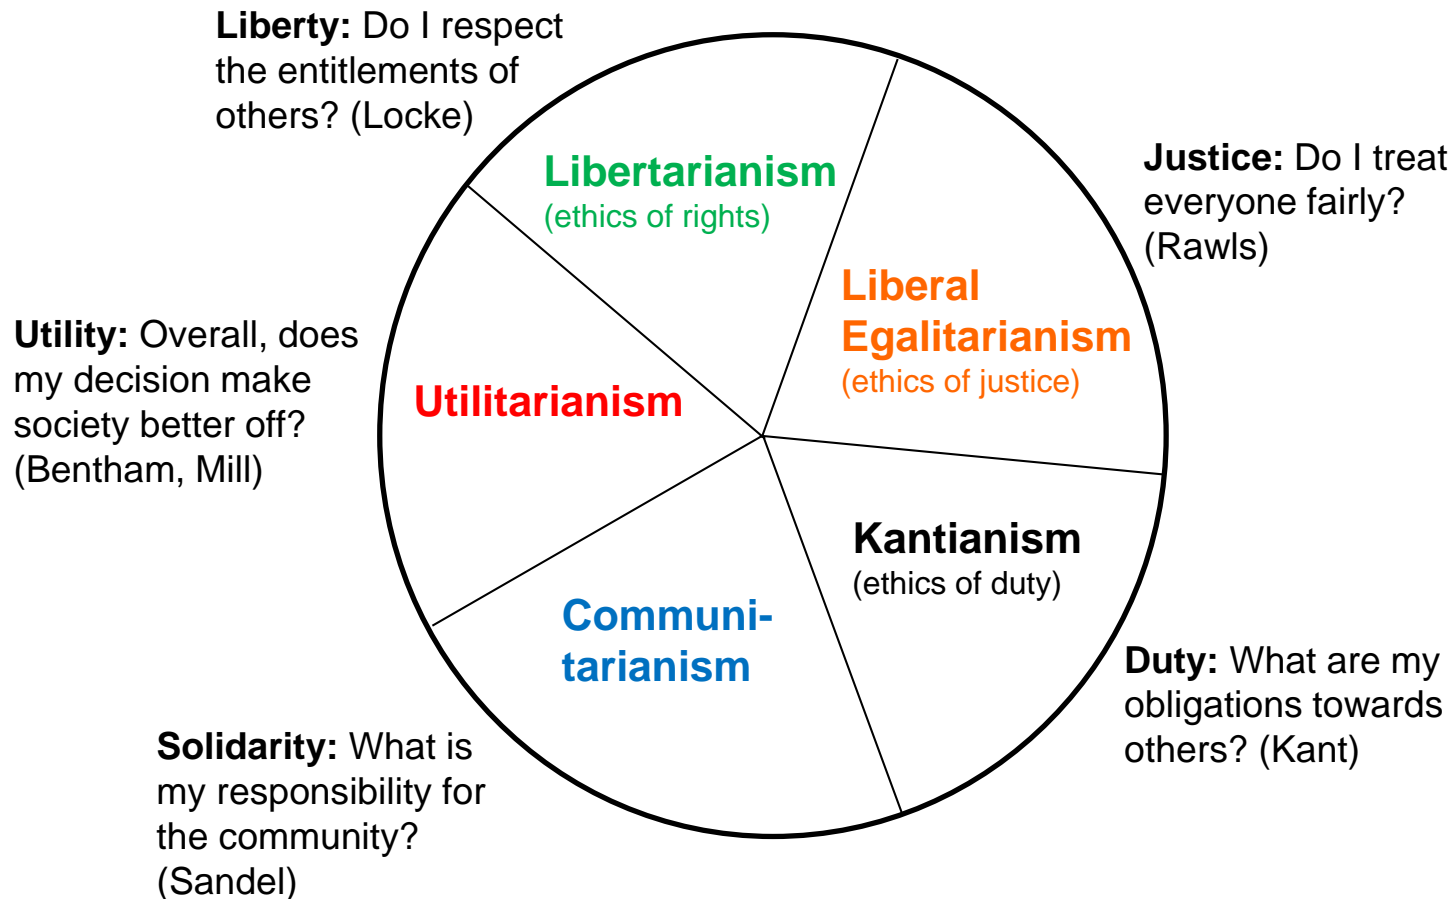 Liberty: Do I respect
the entitlements of
others? (Locke)
Libertarianism
(ethics of rights)
Justice: Do I treat
everyone fairly?
(Rawls)
Liberal
Egalitarianism
(ethics of justice)
Utility: Overall, does
my decision make
society better off?
(Bentham, Mill)
Utilitarianism
Kantianism
(ethics of duty)
Communi-
tarianism
Duty: What are my
obligations towards
others? (Kant)
Solidarity: What is
my responsibility for
the community?
(Sandel)